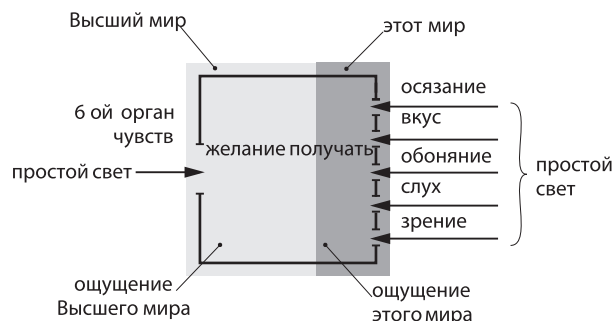 Высший мир
этот мир
6 ой орган
чувств
простой свет
желание получать
осязание
вкус
обоняние
слух
зрение
простой
свет
ощущение
Высшего мира
ощущение
этого мира